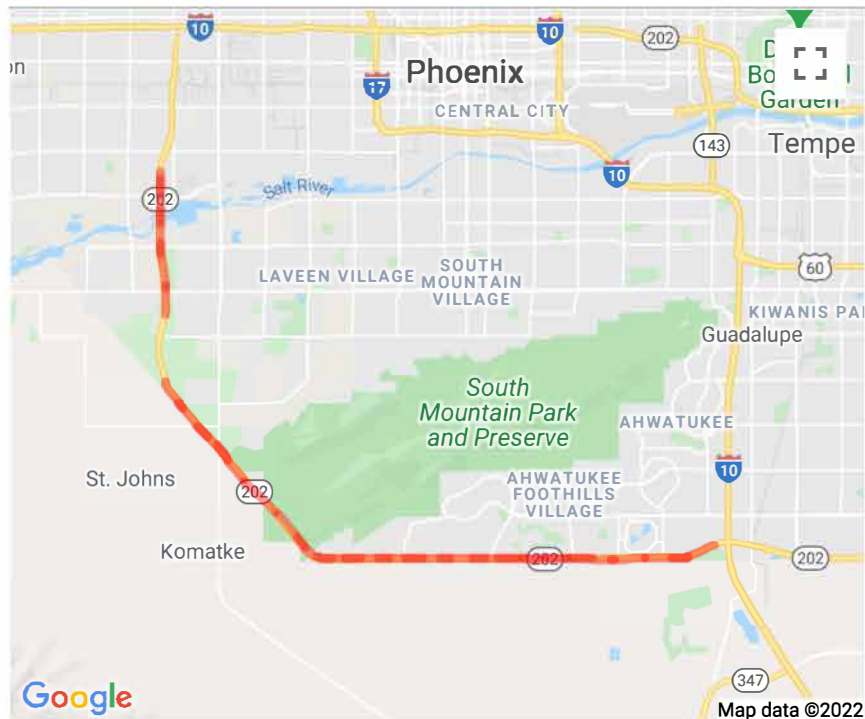 10
10
202
on
Phoenix
17
Garden
CENTRAL CITY
143
Tempe
10
Salt River
202
60
LAVEEN VILLAGE
SOUTH
MOUNTAIN
VILLAGE
KIWANIS PA
Guadalupe
South
Mountain Park
and Preserve
AHWATUKEE
10
St. Johns
202
AHWATUKEE
FOOTHILLS
VILLAGE
Komatke
202
202
347
Google
Map data ©2022